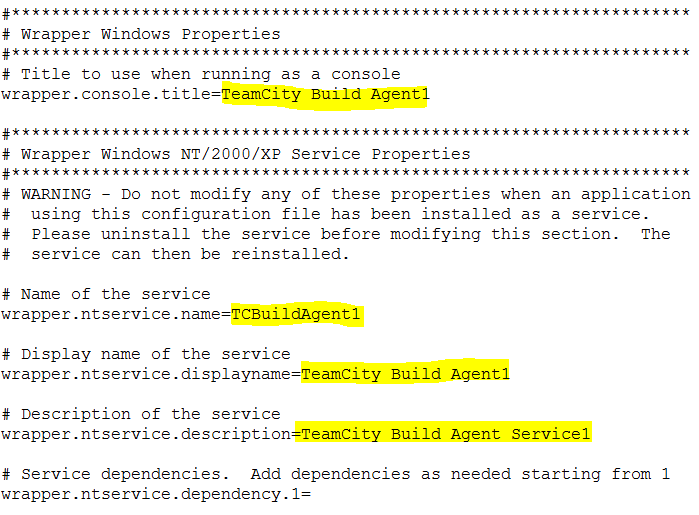 #********************************************************************
# Wrapper Windows Properties
#********************************************************************
# Title to use when running as a console
wrapper.console.title=TeamCity Build Agent1
#********************************************************************
# Wrapper Windows NT/2000/XP Service Properties
#********************************************************************
# WARNING - Do not modify any of these properties when an application
#  using this configuration file has been installed as a service.
#  Please uninstall the service before modifying this section.  The
#  service can then be reinstalled.
# Name of the service
wrapper.ntservice.name=TCBuildAgent1
# Display name of the service
wrapper.ntservice.displayname=TeamCity Build Agent1
# Description of the service
wrapper.ntservice.description=TeamCity Build Agent Service1
# Service dependencies.  Add dependencies as needed starting from 1
wrapper.ntservice.dependency.1=